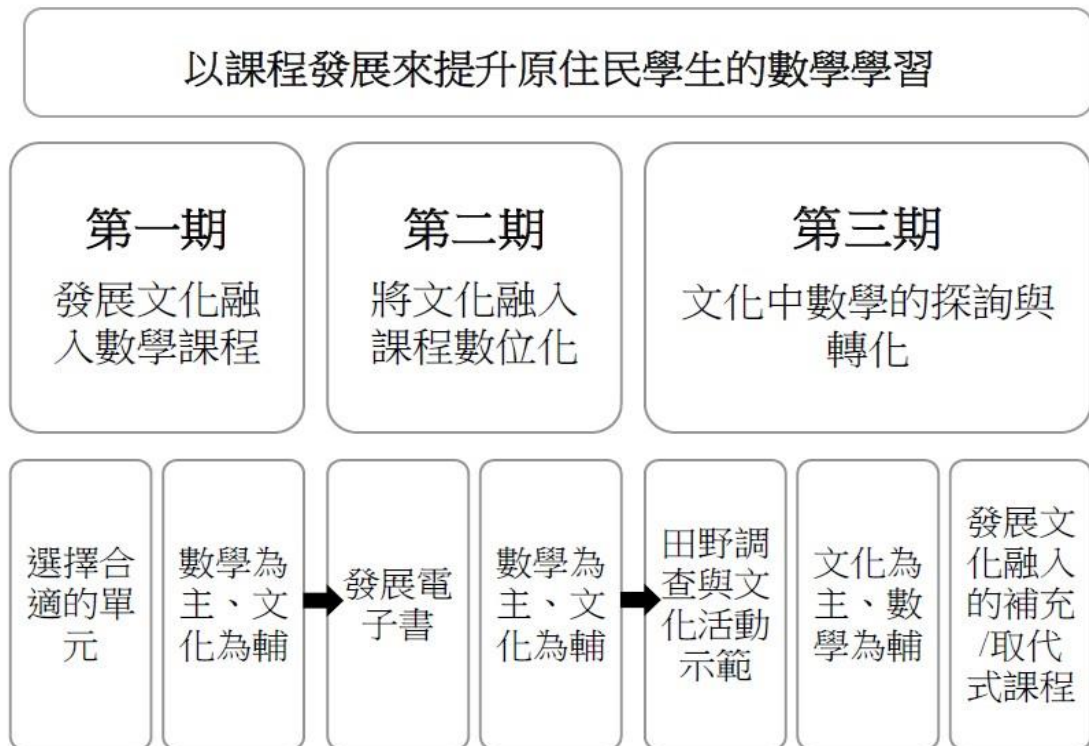 以課程發展來提升原住民學生的數學學習
第一期
發展文化融
入數學課程
第二期
將文化融入
課程數位化
第三期
文化中數學的探詢與
轉化
選擇合
適的單
元
數學為
主、文
化為輔
發展電
子書
數學為
主、文
化為輔
田野調
查與文
化活動
示範
文化為
主、數
學為輔
發展文
化融入
的補充
/取代
式課程